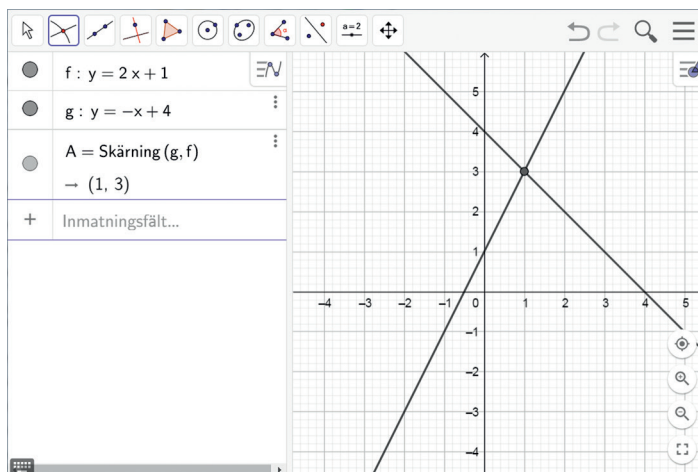 a=2
f : y = 2 x + 1
g : y = −x + 4
A = Skärning (g, f)
→ (1, 3)
+ Inmatningsfält...
5
4
3
2
1
−4 −3 −2 −1 0 1 2 3 4 5
−1
−2
−3
−4